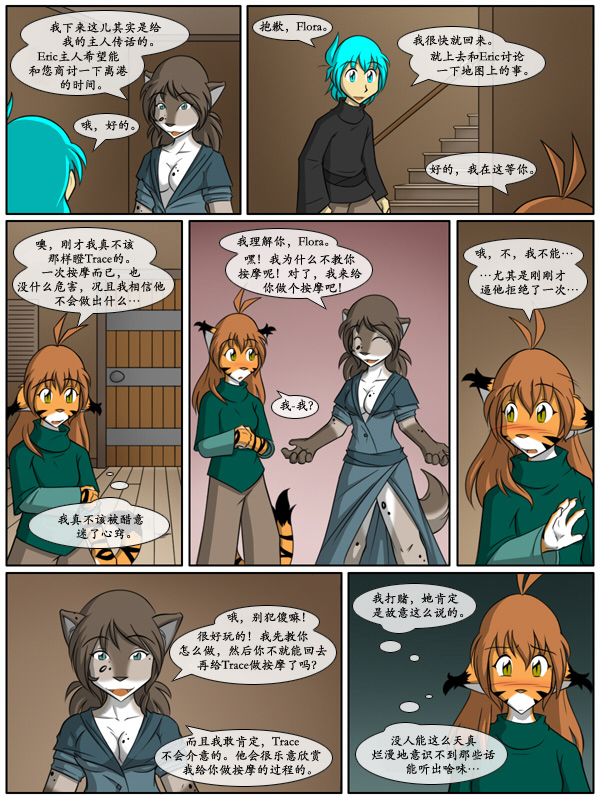 我下来这儿其实是给
我的主人传话的。
Eric主人希望能
和您商讨一下离港
的时间。
哦，好的。
抱歉，Flora。
我很快就回来。
就上去和Eric讨论
一下地图上的事。
好的，我在这等你。
噢，刚才我真不该
那样瞪Trace的。
一次按摩而已，也
没什么危害，况且我相信他
不会做出什么…
我真不该被醋意
迷了心窍。
我理解你，Flora。
嘿！我为什么不教你
按摩呢！对了，我来给
你做个按摩吧！
我-我？
哦，不，我不能…
…尤其是刚刚才
逼他拒绝了一次…
哦，别犯傻嘛！
很好玩的！我先教你
怎么做，然后你不就能回去
再给Trace做按摩了吗？
而且我敢肯定，Trace
不会介意的。他会很乐意欣赏
我给你做按摩的过程的。
我打赌，她肯定
是故意这么说的。
没人能这么天真
烂漫地意识不到那些话
能听出啥味…